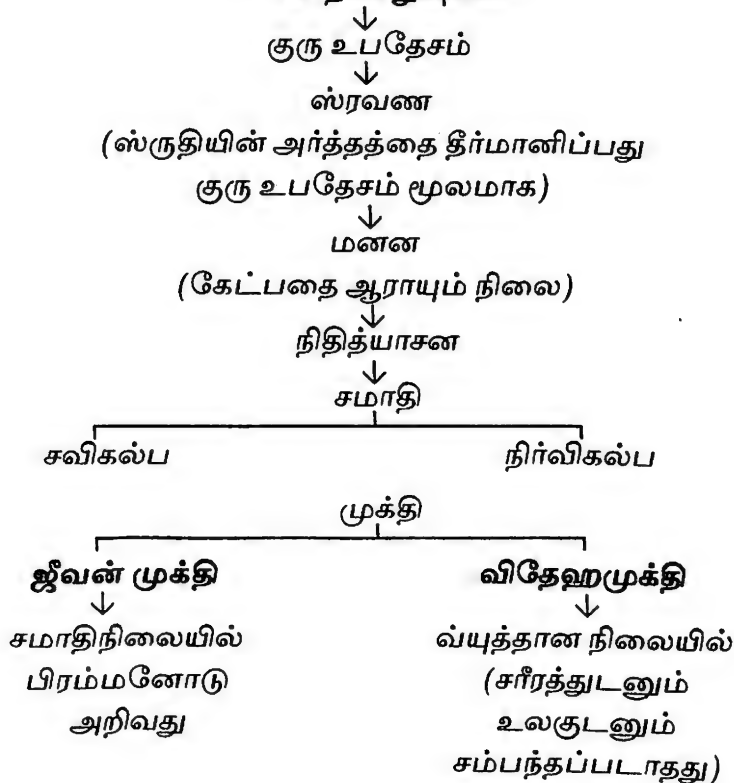 குரு உபதேசம்
ஸ்ரவண
(ஸ்ருதியின் அர்த்தத்தை தீர்மானிப்பது
குரு உபதேசம் மூலமாக)
மனன
(கேட்பதை ஆராயும் நிலை)
நிதித்யாசன
சமாதி
சவிகல்ப நிர்விகல்ப
முக்தி
ஜீவன் முக்தி விதேஹமுக்தி
சமாதிநிலையில் வ்யுத்தான நிலையில்
பிரம்மனோடு (சரீரத்துடனும்
அறிவது உலகுடனும்
சம்பந்தப்படாதது)